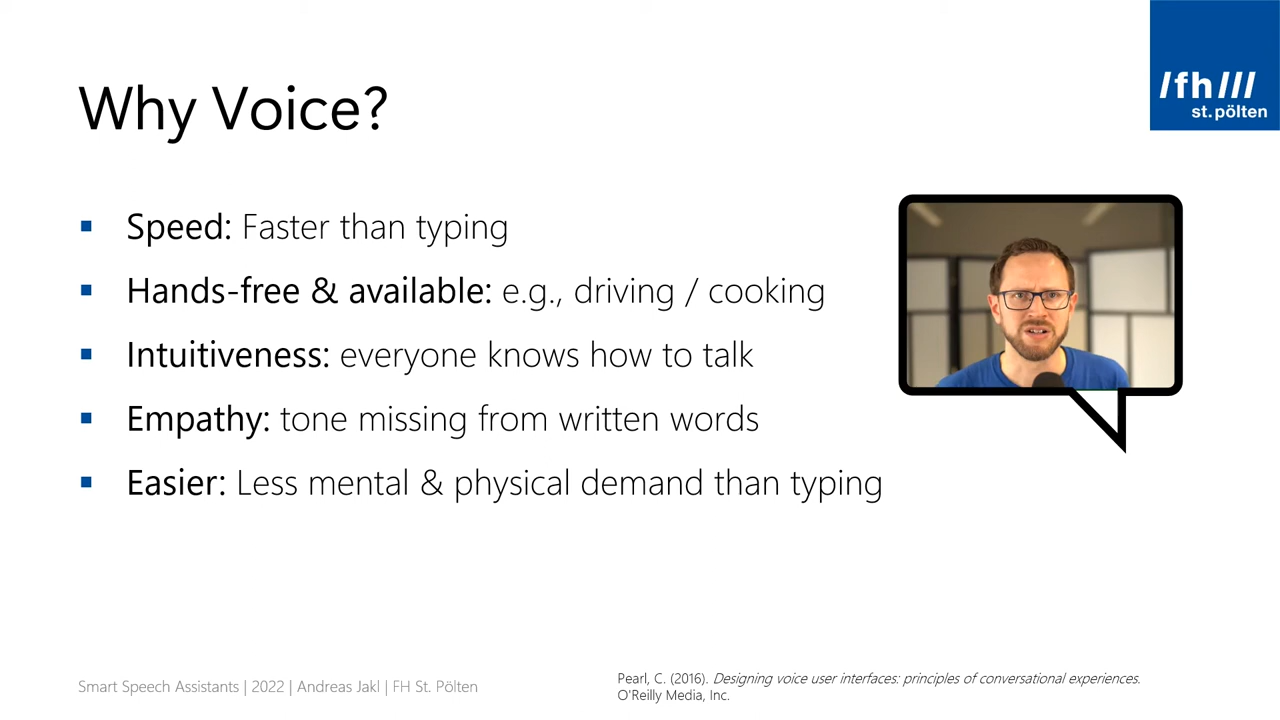 /fh///
st.pölten
Why Voice?
Speed: Faster than typing
Hands-free & available: e.g., driving / cooking
Intuitiveness: everyone knows how to talk
Empathy: tone missing from written words
Easier: Less mental & physical demand than typing
Smart Speech Assistants | 2022 | Andreas Jakl | FH St. Pölten
Pearl, C. (2016). Designing voice user interfaces: principles of conversational experiences.
O'Reilly Media, Inc.